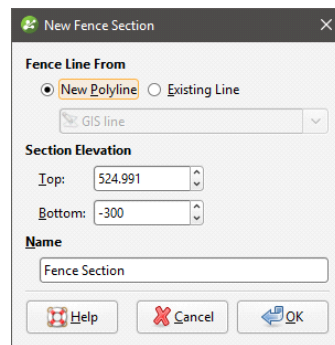 New Fence Section
Fence Line From
New Polyline Existing Line
GIS line
Section Elevation
Top: 524.991
Bottom: -300
Name
Fence Section
Help Cancel OK